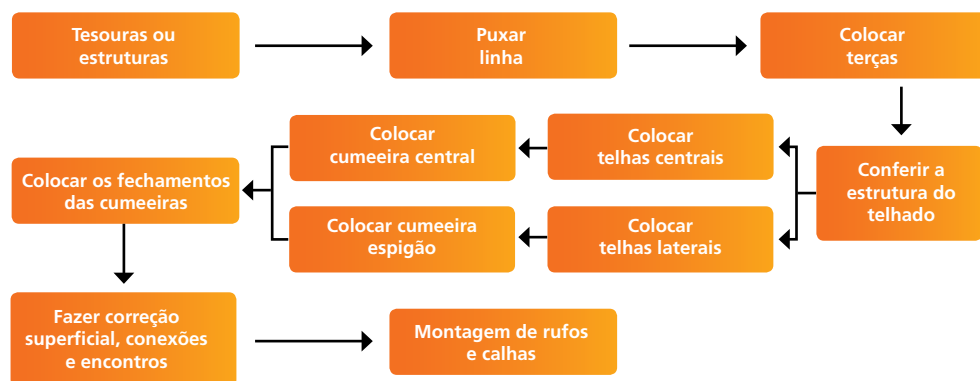 Tesouras ou
estruturas
Puxar
linha
Colocar
terças
Conferir a
estrutura do
telhado
Colocar
telhas centrais
Colocar
cumeeira central
Colocar
telhas laterais
Colocar cumeeira
espigão
Colocar os fechamentos
das cumeeiras
Fazer correção
superficial, conexões
e encontros
Montagem de rufos
e calhas